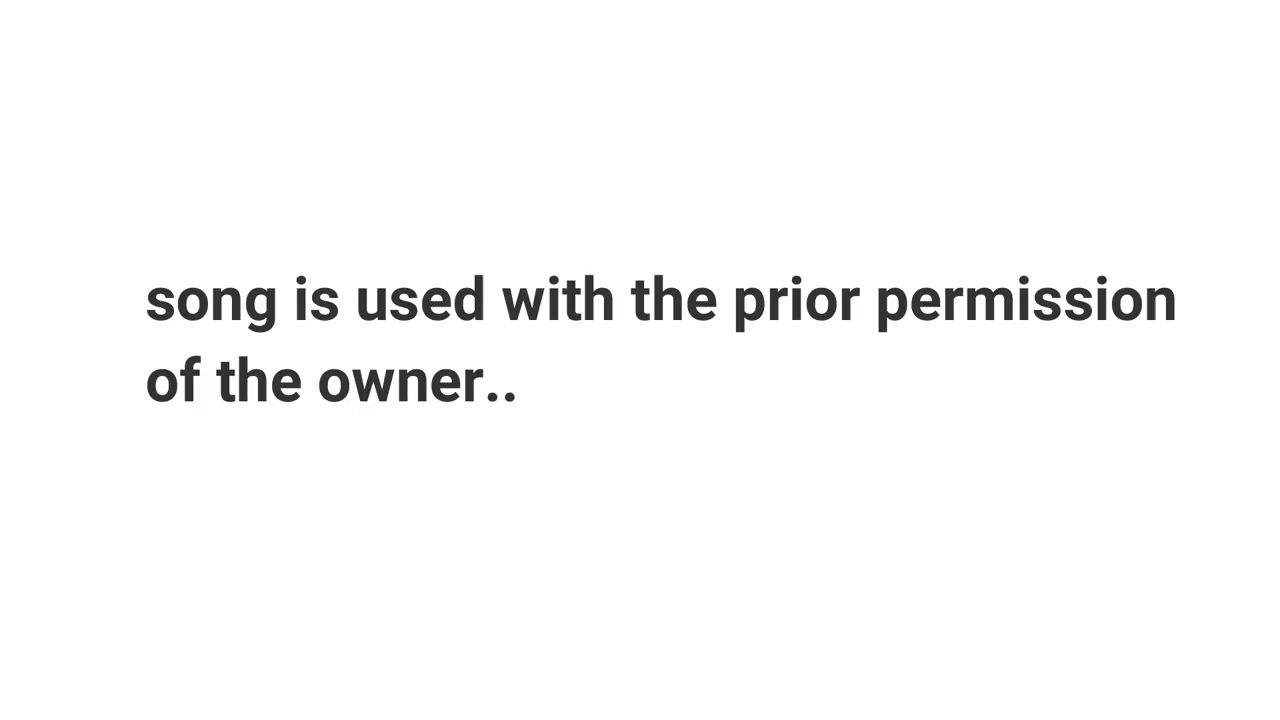 song is used with the prior permission
of the owner..